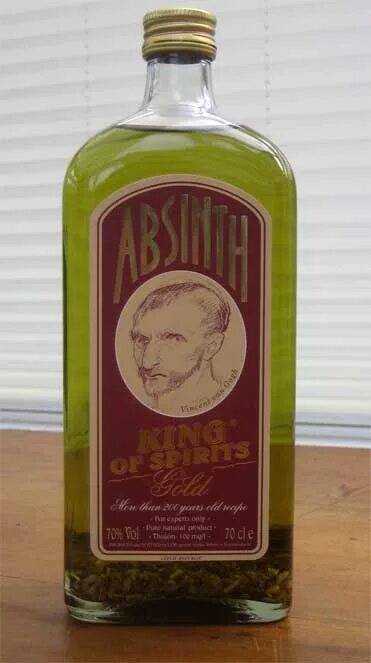 ABSINTH
Vincent van Gogh
KING
OF SPIRITS
Gold
More than 200 years old recipe
- For experts only -
- Pure natural product -
70% Vol
- Thujon: 100 mg/l -
70 cl e